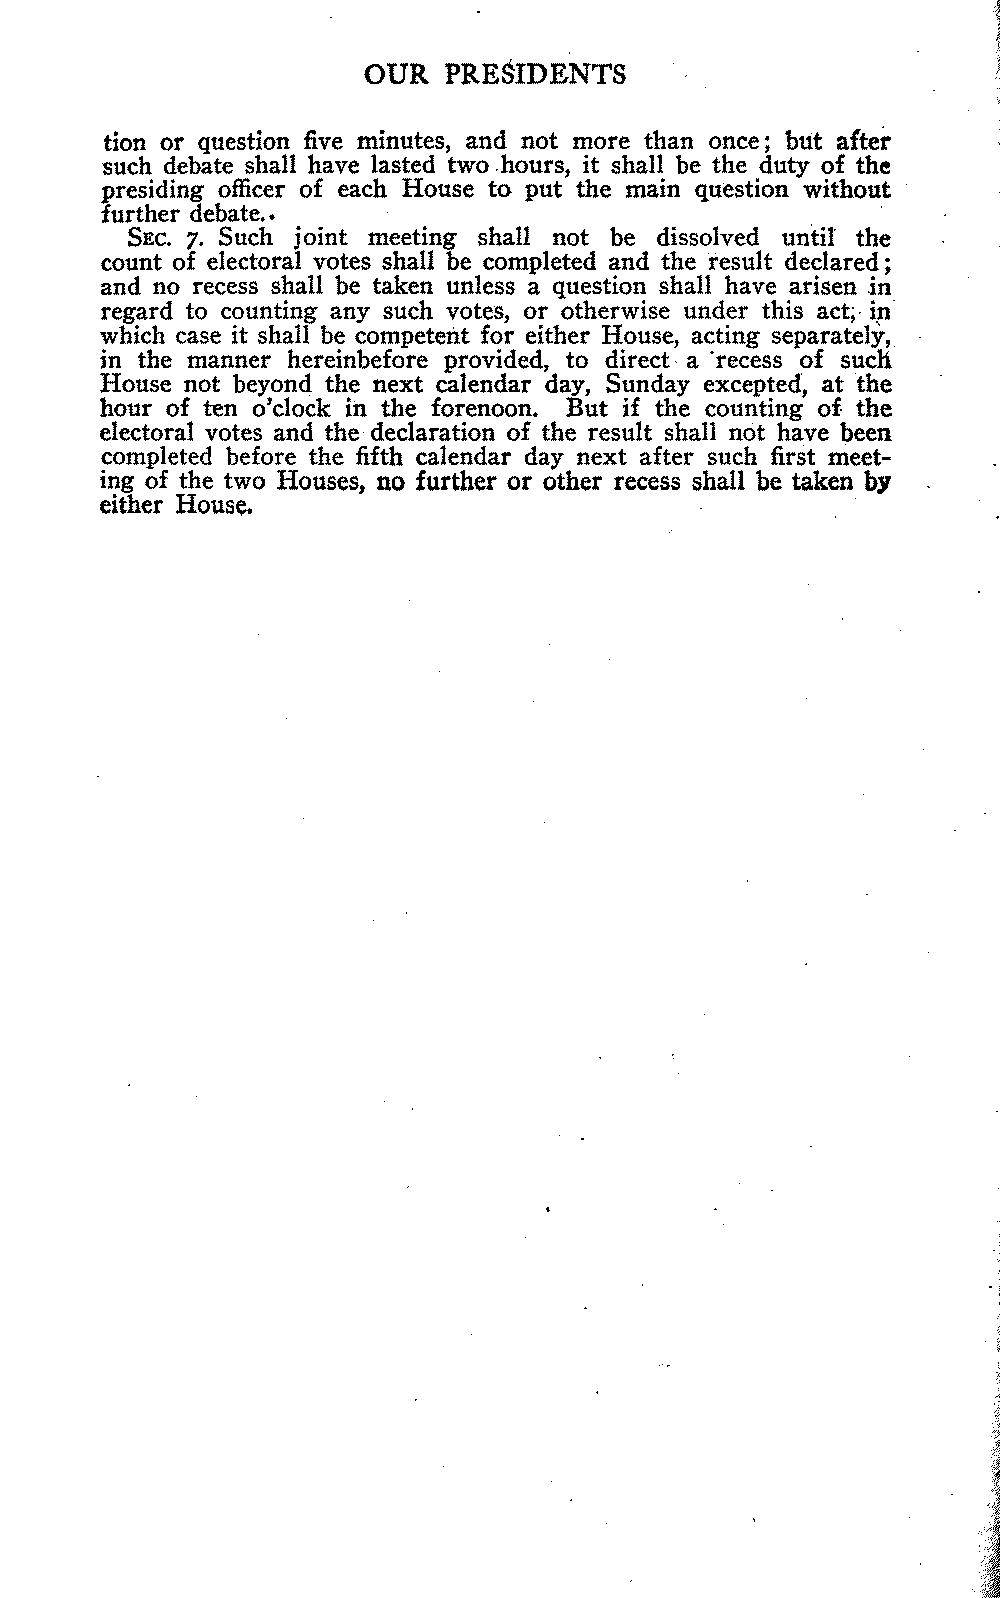 OUR PRESIDENTS
tion or question five minutes, and not more than once; but after
such debate shall have lasted two hours, it shall be the duty of the
presiding officer of each House to put the main question without
further debate..
SEC. 7. Such joint meeting shall not be dissolved until the
count of electoral votes shall be completed and the result declared;
and no recess shall be taken unless a question shall have arisen in
regard to counting any such votes, or otherwise under this act, in
which case it shall be competent for either House, acting separately,
in the manner hereinbefore provided, to direct a recess of such
House not beyond the next calendar day, Sunday excepted, at the
hour of ten o'clock in the forenoon. But if the counting of the
electoral votes and the declaration of the result shall not have been
completed before the fifth calendar day next after such first meet-
ing of the two Houses, no further or other recess shall be taken by
either House.